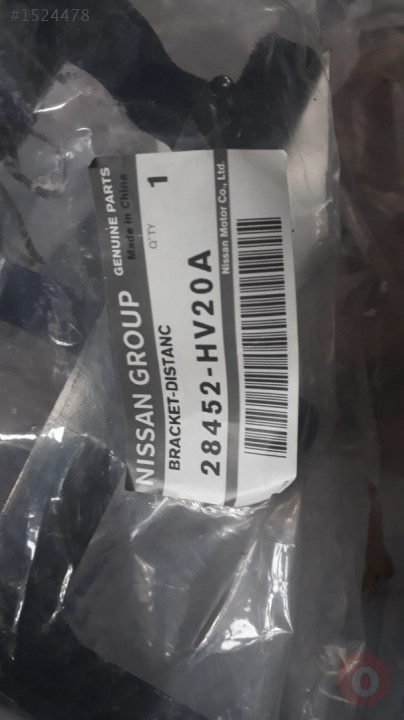 #1524478
NISSAN GROUP GENUINE PARTS
Made in China
BRACKET-DISTANC Q'TY 1
28452-HV20A
Nissan Motor Co., Ltd.